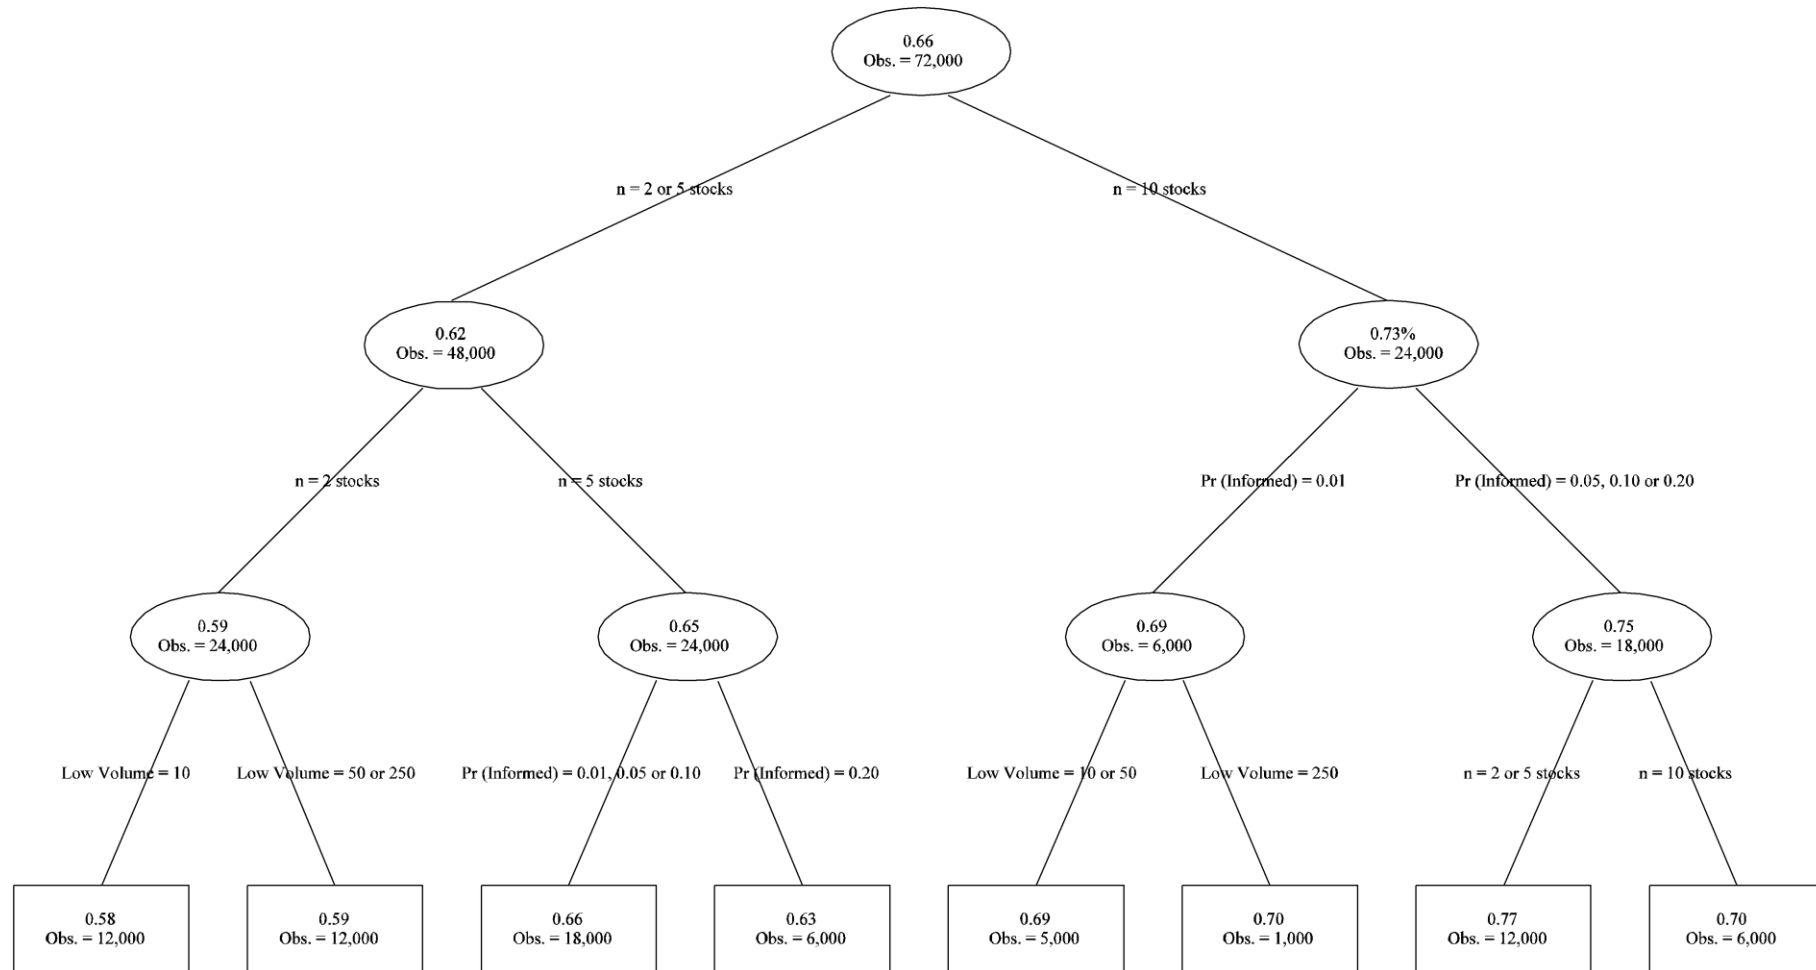 0.66
Obs. = 72,000
n = 2 or 5 stocks
n = 10 stocks
0.62
Obs. = 48,000
0.73%
Obs. = 24,000
n = 2 stocks
n = 5 stocks
Pr (Informed) = 0.01
Pr (Informed) = 0.05, 0.10 or 0.20
0.59
Obs. = 24,000
0.65
Obs. = 24,000
0.69
Obs. = 6,000
0.75
Obs. = 18,000
Low Volume = 10
Low Volume = 50 or 250
Pr (Informed) = 0.01, 0.05 or 0.10
Pr (Informed) = 0.20
Low Volume = 10 or 50
Low Volume = 250
n = 2 or 5 stocks
n = 10 stocks
0.58
Obs. = 12,000
0.59
Obs. = 12,000
0.66
Obs. = 18,000
0.63
Obs. = 6,000
0.69
Obs. = 5,000
0.70
Obs. = 1,000
0.77
Obs. = 12,000
0.70
Obs. = 6,000